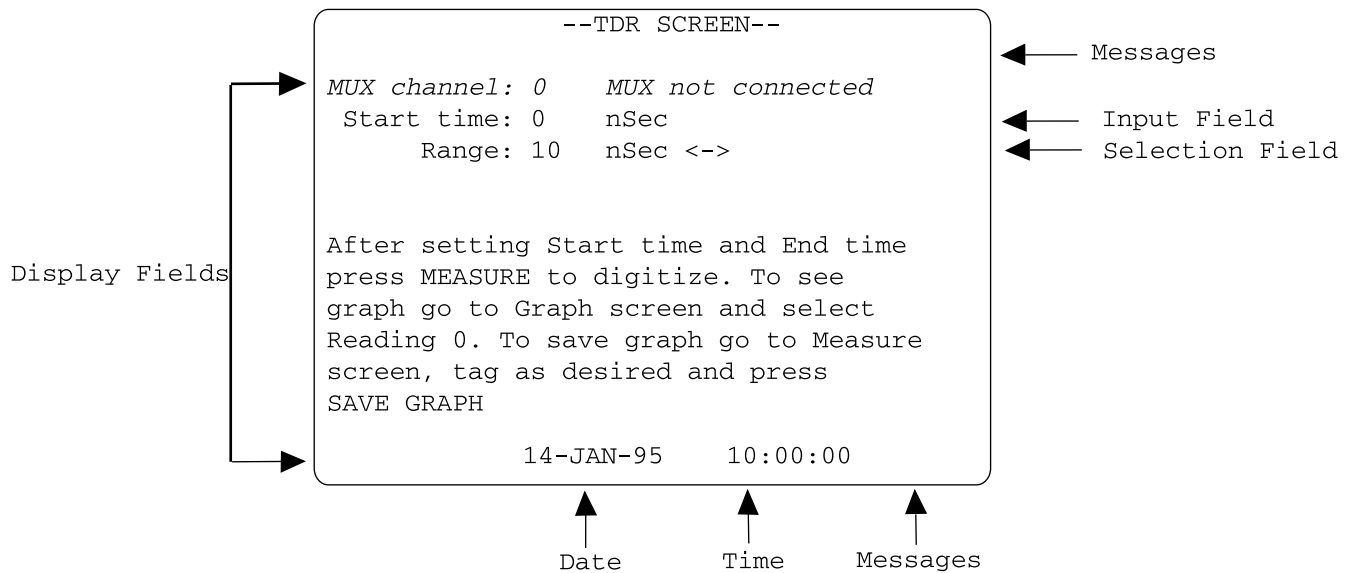 --TDR SCREEN--
Messages
MUX channel: 0 MUX not connected
Start time: 0 nSec
Input Field
Range: 10 nSec <->
Selection Field
After setting Start time and End time
press MEASURE to digitize. To see
graph go to Graph screen and select
Reading 0. To save graph go to Measure
screen, tag as desired and press
SAVE GRAPH
Display Fields
14-JAN-95 10:00:00
Date Time Messages